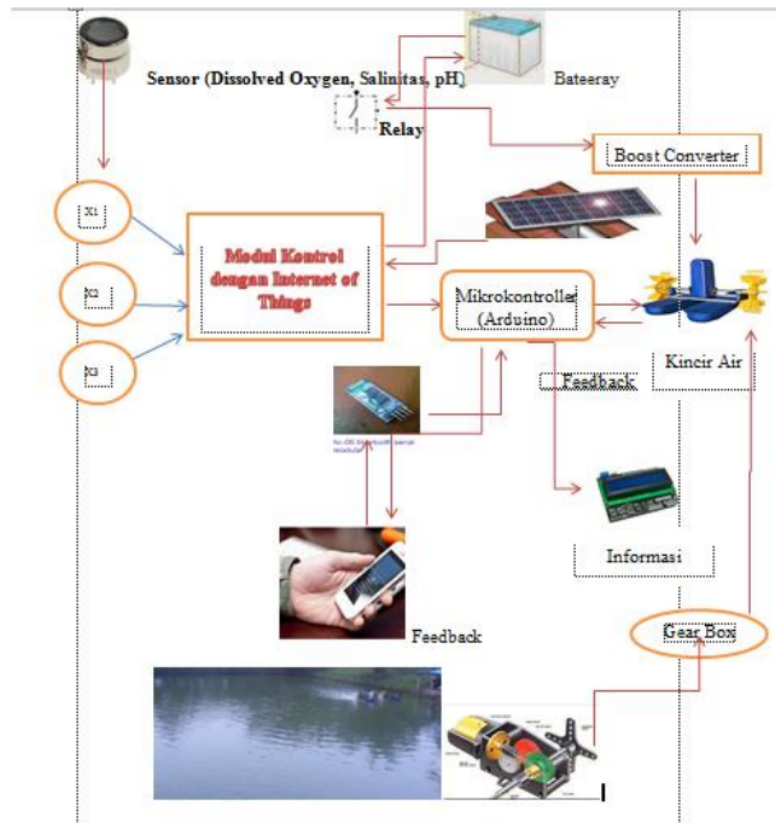 Sensor (Dissolved Oxygen, Salinitas, pH)
Bateeray
Relay
Boost Converter
X1
Modul Kontrol
dengan Internet of
Things
X2
Mikrokontroller
(Arduino)
X3
Feedback
Kincir Air
Informasi
Feedback
Gear Box